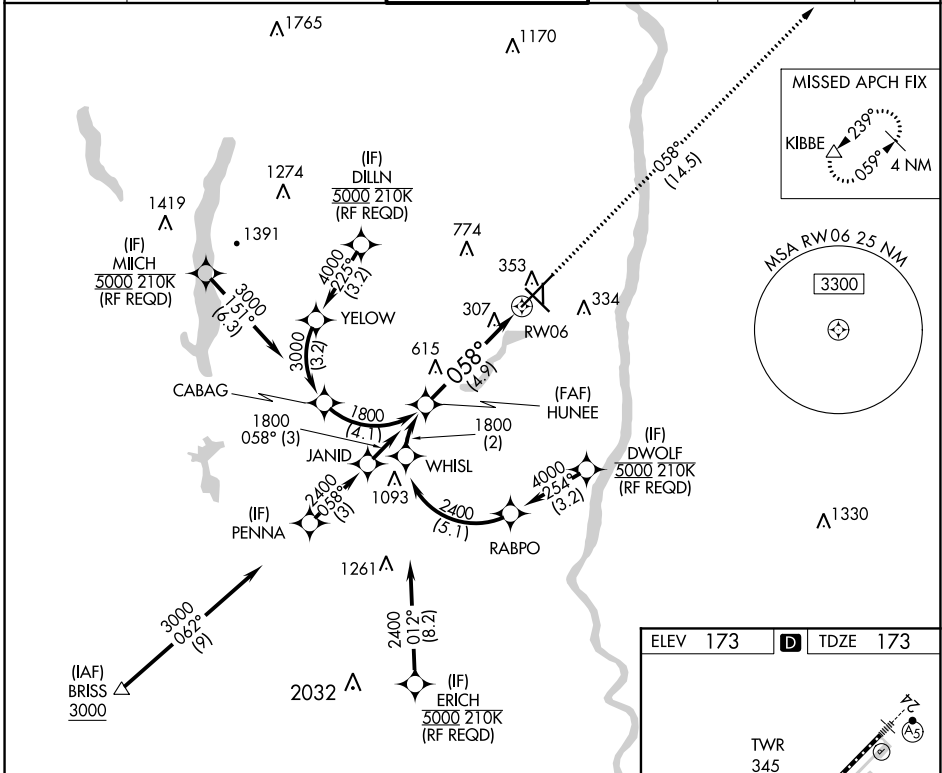 1765
1170
MISSED APCH FIX
KIBBE
239°
059°
4 NM
058°
(14.5)
(IF)
DILLN
5000 210K
(RF REQD)
1274
1419
1391
(IF)
MIICH
5000 210K
(RF REQD)
774
353
307
334
RW06
MSA RW06 25 NM
3300
4000
225°
(3.2)
3000
151°
(6.3)
YELOW
3000
(3.2)
615
058°
(4.9)
CABAG
(FAF)
HUNEE
1800
(4.1)
1800
058° (3)
1800
(2)
JANID
WHISL
(IF)
DWOLF
5000 210K
(RF REQD)
4000
254°
(3.2)
1093
2400
058°
(3)
2400
(5.1)
(IF)
PENNA
RABPO
1330
1261
3000
062°
(9)
2400
012°
(8.2)
(IAF)
BRISS
3000
2032
(IF)
ERICH
5000 210K
(RF REQD)
ELEV 173
D
TDZE 173
24
A5
P
TWR
345